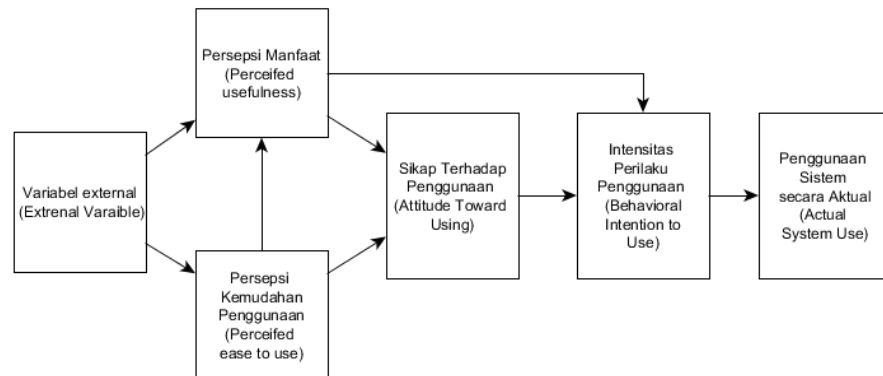 Persepsi Manfaat
(Perceifed
usefulness)
Variabel external
(Extrenal Varaible)
Persepsi
Kemudahan
Penggunaan
(Perceifed
ease to use)
Sikap Terhadap
Penggunaan
(Attitude Toward
Using)
Intensitas
Perilaku
Penggunaan
(Behavioral
Intention to
Use)
Penggunaan
Sistem
secara Aktual
(Actual
System Use)